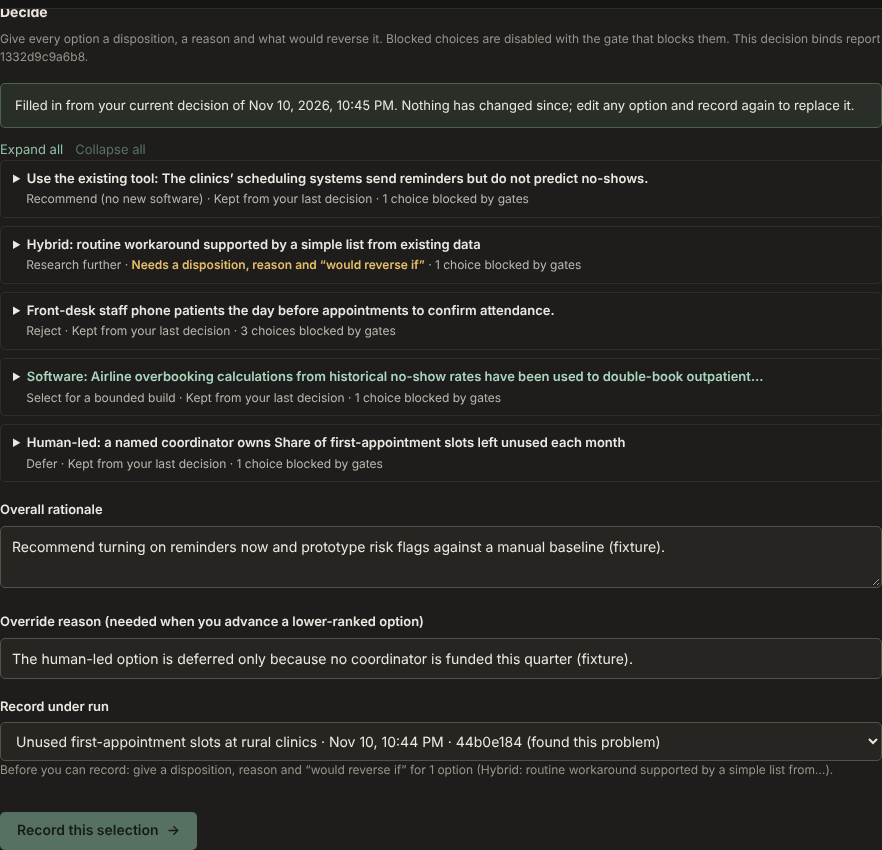 Decide
Give every option a disposition, a reason and what would reverse it. Blocked choices are disabled with the gate that blocks them. This decision binds report
1332d9c9a6b8.
Filled in from your current decision of Nov 10, 2026, 10:45 PM. Nothing has changed since; edit any option and record again to replace it.
Expand all Collapse all
▶ Use the existing tool: The clinics’ scheduling systems send reminders but do not predict no-shows.
Recommend (no new software) · Kept from your last decision · 1 choice blocked by gates
▶ Hybrid: routine workaround supported by a simple list from existing data
Research further · Needs a disposition, reason and “would reverse if” · 1 choice blocked by gates
▶ Front-desk staff phone patients the day before appointments to confirm attendance.
Reject · Kept from your last decision · 3 choices blocked by gates
▶ Software: Airline overbooking calculations from historical no-show rates have been used to double-book outpatient...
Select for a bounded build · Kept from your last decision · 1 choice blocked by gates
▶ Human-led: a named coordinator owns Share of first-appointment slots left unused each month
Defer · Kept from your last decision · 1 choice blocked by gates
Overall rationale
Recommend turning on reminders now and prototype risk flags against a manual baseline (fixture).
Override reason (needed when you advance a lower-ranked option)
The human-led option is deferred only because no coordinator is funded this quarter (fixture).
Record under run
Unused first-appointment slots at rural clinics · Nov 10, 10:44 PM · 44b0e184 (found this problem)
Before you can record: give a disposition, reason and “would reverse if” for 1 option (Hybrid: routine workaround supported by a simple list from...).
Record this selection →